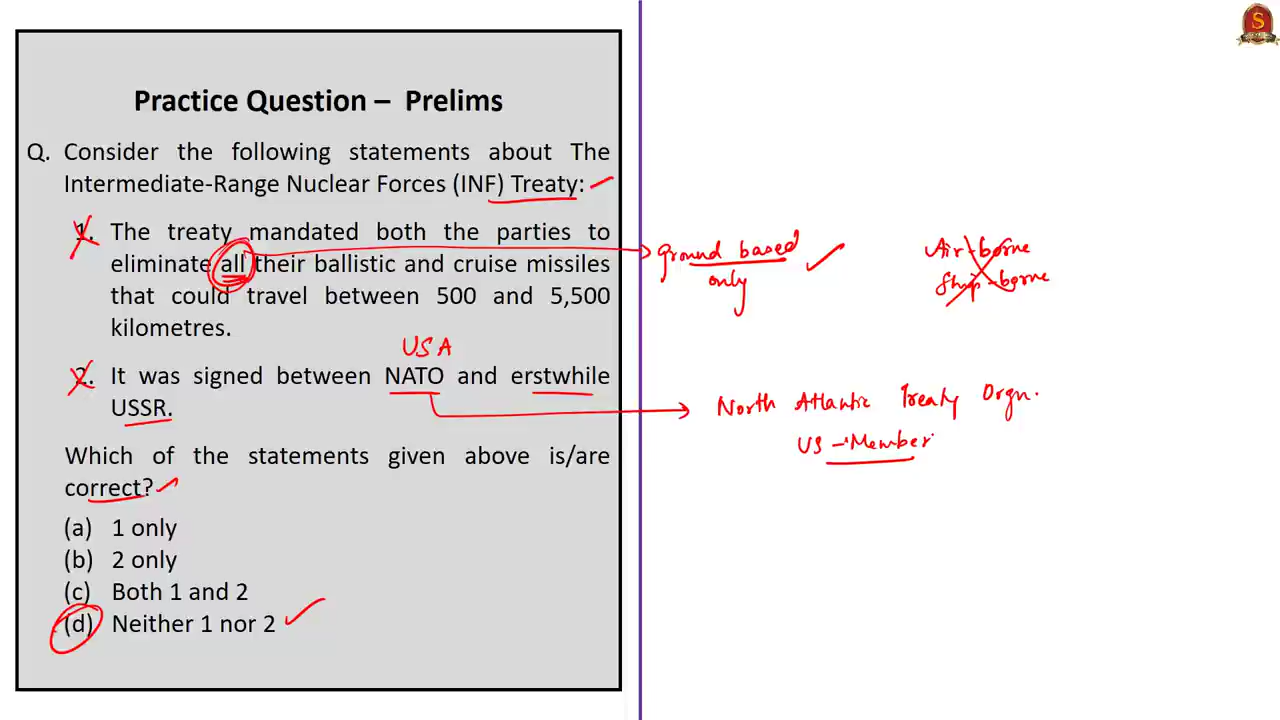 S
Practice Question – Prelims
Q. Consider the following statements about The
Intermediate-Range Nuclear Forces (INF) Treaty:
1. The treaty mandated both the parties to
eliminate all their ballistic and cruise missiles
that could travel between 500 and 5,500
kilometres.
USA
2. It was signed between NATO and erstwhile
USSR.
Which of the statements given above is/are
correct?
(a) 1 only
(b) 2 only
(c) Both 1 and 2
(d) Neither 1 nor 2
Ground based
only
Air-borne
Ship-borne
North Atlantic Treaty Orgn.
US - Member